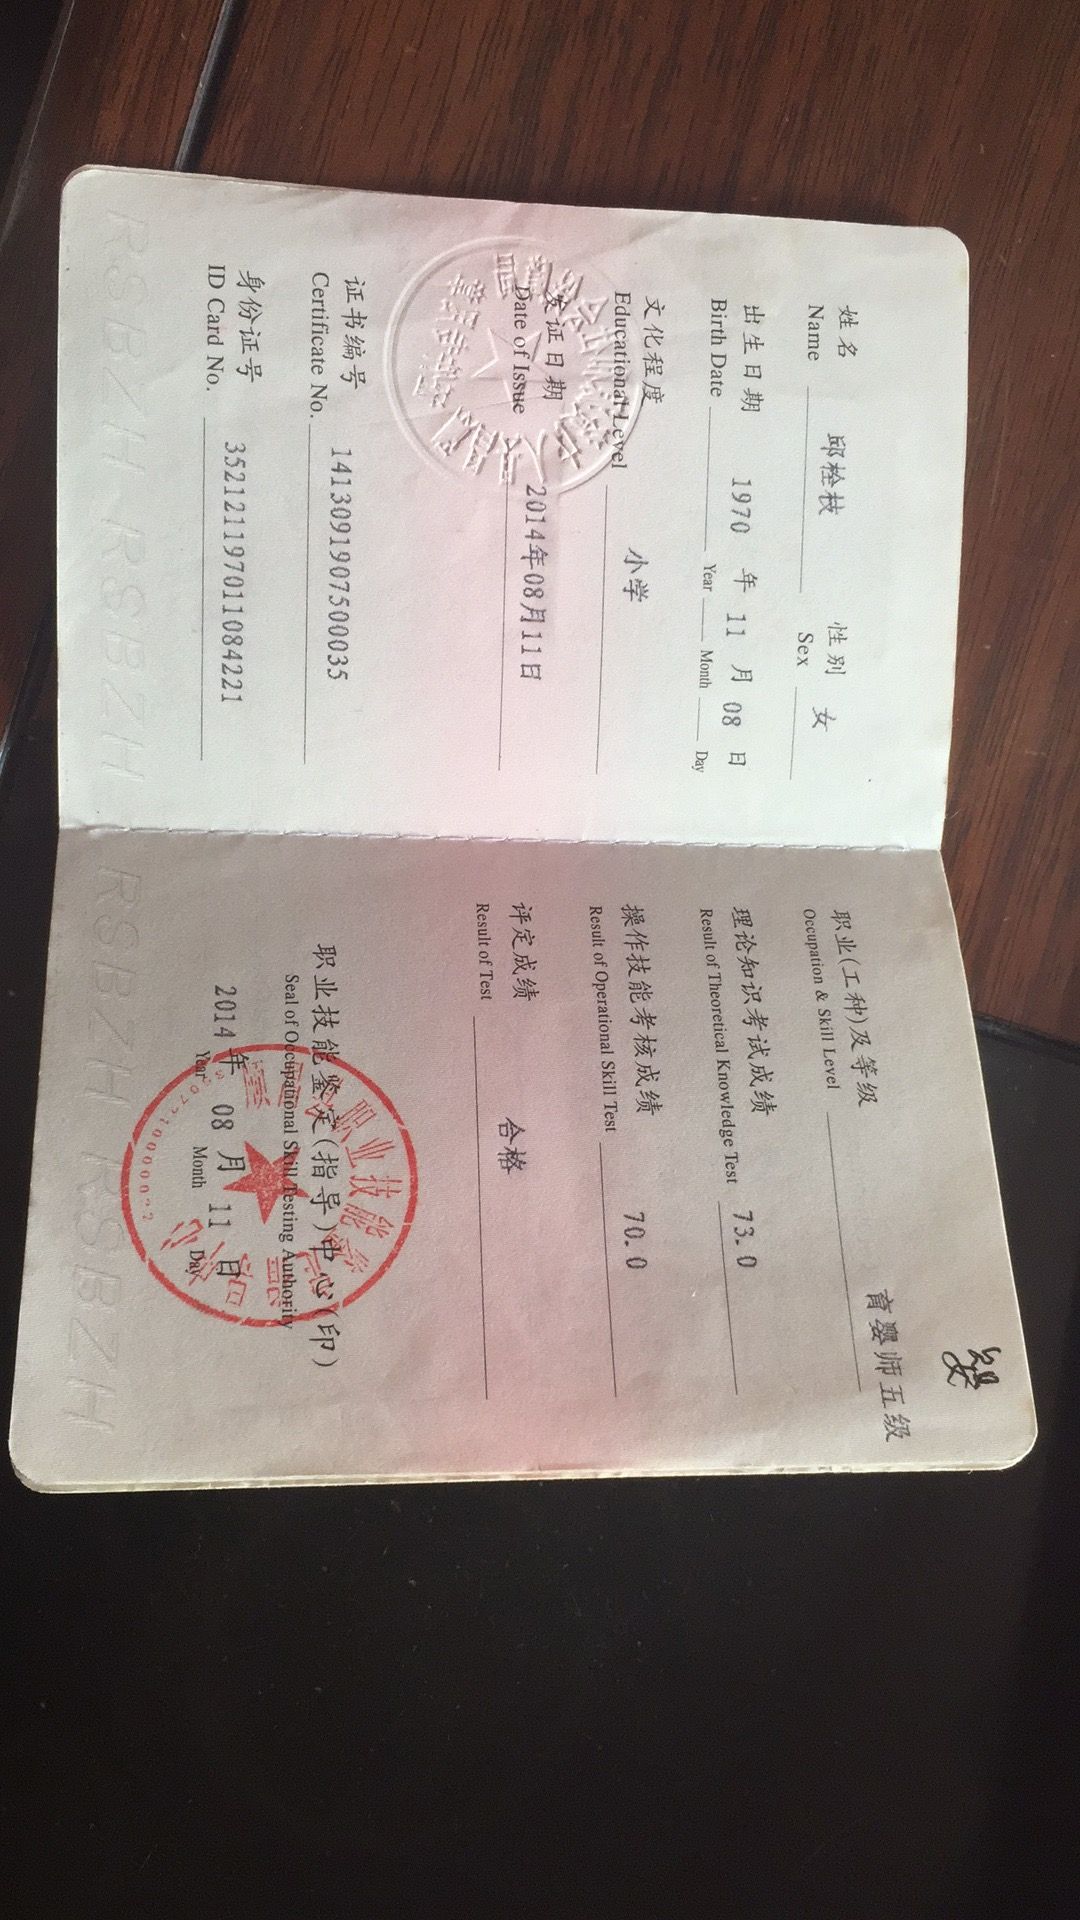 姓名 邱栓枝 性别 女
Name Sex
出生日期 1970 年 11 月 08 日
Birth Date Year Month Day
文化程度 小学
Educational Level
发证日期 2014年08月11日
Date of Issue
证书编号 1413091907500035
Certificate No.
身份证号 352121197011084221
ID Card No.
RSBZH RSBZH
职业(工种)及等级 育婴师五级
Occupation & Skill Level
理论知识考试成绩 73.0
Result of Theoretical Knowledge Test
操作技能考核成绩 70.0
Result of Operational Skill Test
评定成绩 合格
Result of Test
职业技能鉴定(指导)中心(印)
Seal of Occupational Skill Testing Authority
2014 年 08 月 11 日
Year Month Day
职业技能
RSBZH RSBZH